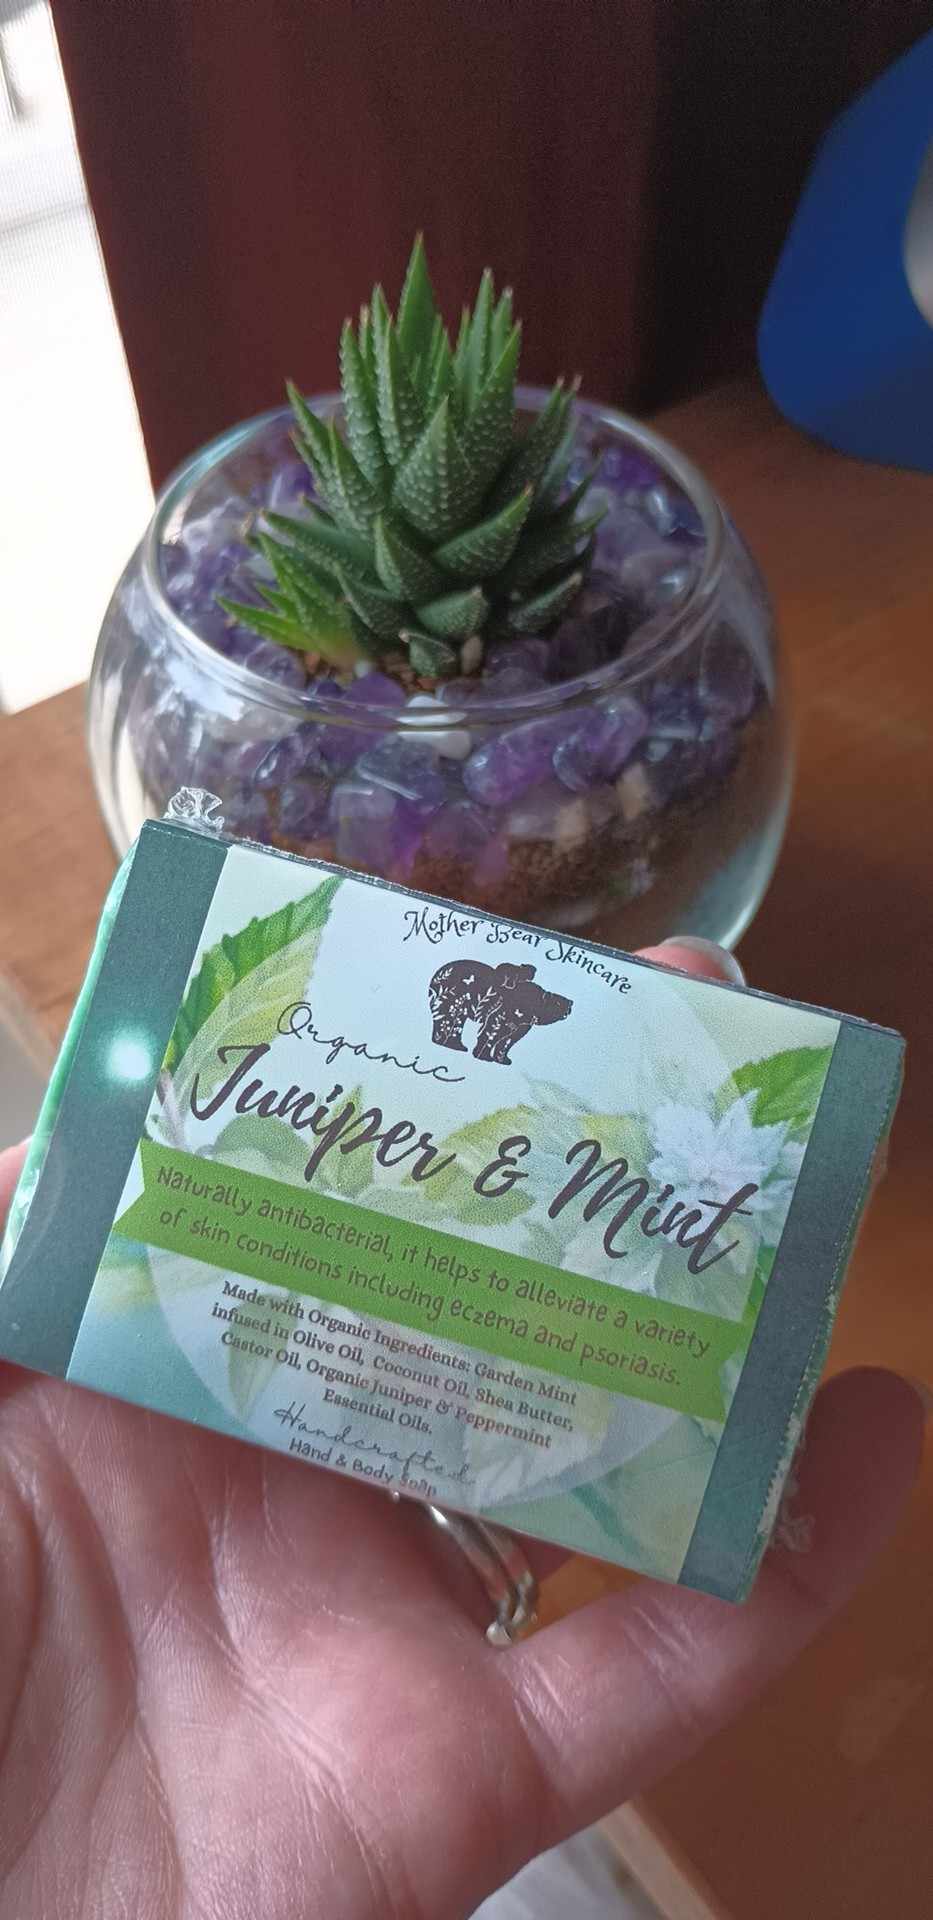 Mother Bear Skincare
Organic
Juniper & Mint
Naturally antibacterial, it helps to alleviate a variety
of skin conditions including eczema and psoriasis.
Made with Organic Ingredients: Garden Mint
infused in Olive Oil, Coconut Oil, Shea Butter,
Castor Oil, Organic Juniper & Peppermint
Essential Oils.
Handcrafted
Hand & Body Soap